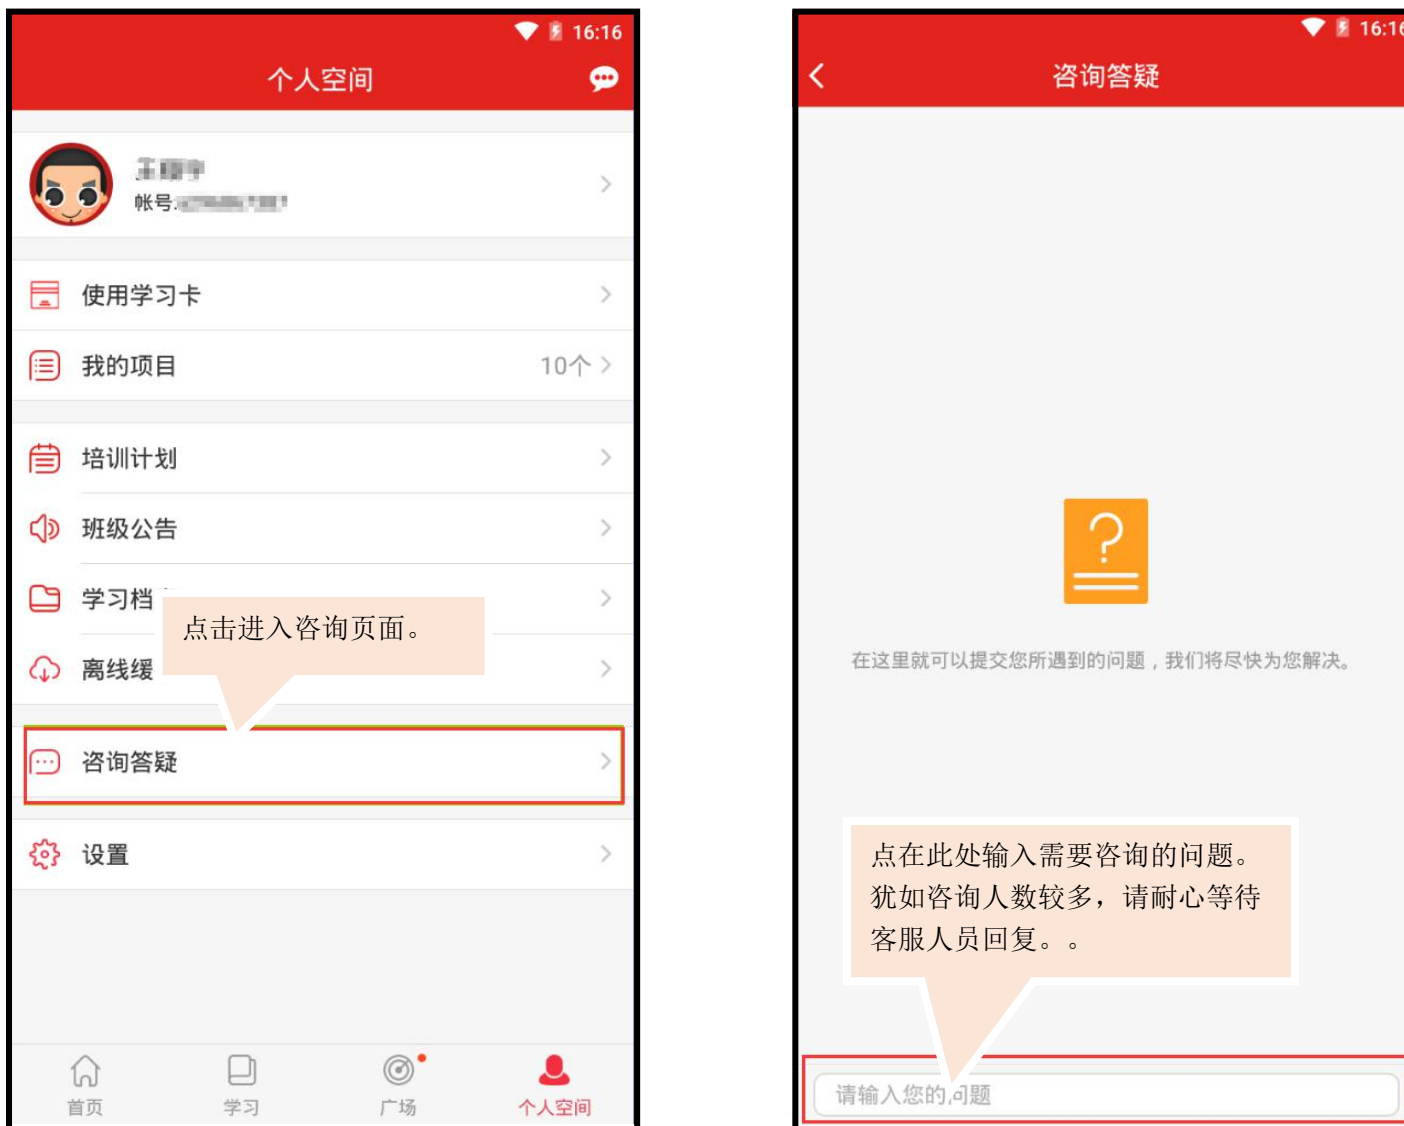 16:16
个人空间
帐号:
使用学习卡
我的项目
10个
培训计划
班级公告
学习档
离线缓
点击进入咨询页面。
咨询答疑
设置
首页
学习
广场
个人空间
16:16
咨询答疑
在这里就可以提交您所遇到的问题，我们将尽快为您解决。
点在此处输入需要咨询的问题。
犹如咨询人数较多，请耐心等待
客服人员回复。。
请输入您的问题